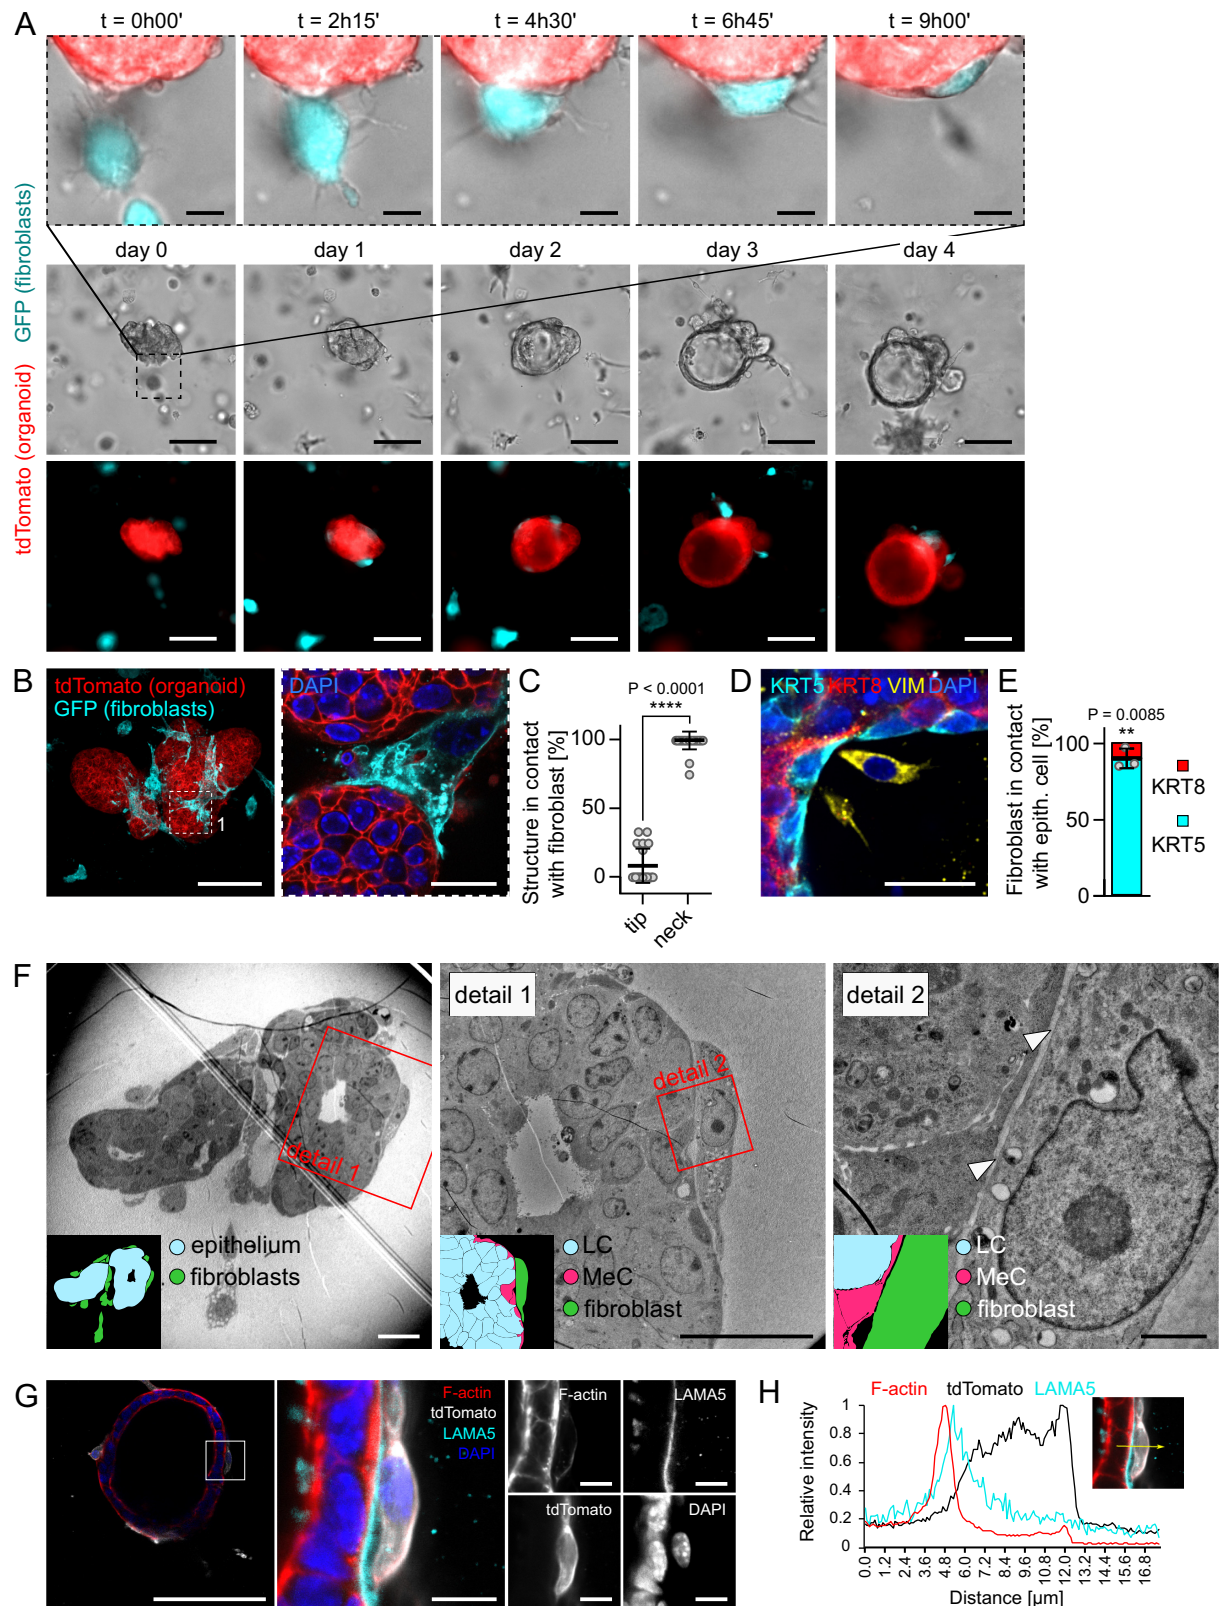 A
t = 0h00' t = 2h15' t = 4h30' t = 6h45' t = 9h00'
tdTomato (organoid) GFP (fibroblasts)
day 0 day 1 day 2 day 3 day 4
B
tdTomato (organoid)
GFP (fibroblasts)
1
DAPI
C
P < 0.0001
****
Structure in contact
with fibroblast [%]
100
50
0
tip neck
D
KRT5 KRT8 VIM DAPI
E
P = 0.0085
**
Fibroblast in contact
with epith. cell [%]
100
50
0
KRT8
KRT5
F
detail 1
epithelium
fibroblasts
detail 1
detail 2
LC
MeC
fibroblast
detail 2
LC
MeC
fibroblast
G
F-actin
tdTomato
LAMA5
DAPI
F-actin
LAMA5
tdTomato
DAPI
H
F-actin tdTomato LAMA5
Relative intensity
1
0.8
0.6
0.4
0.2
0
0.0 1.2 2.4 3.6 4.8 6.0 7.2 8.4 9.6 10.8 12.0 13.2 14.4 15.6 16.8
Distance [µm]